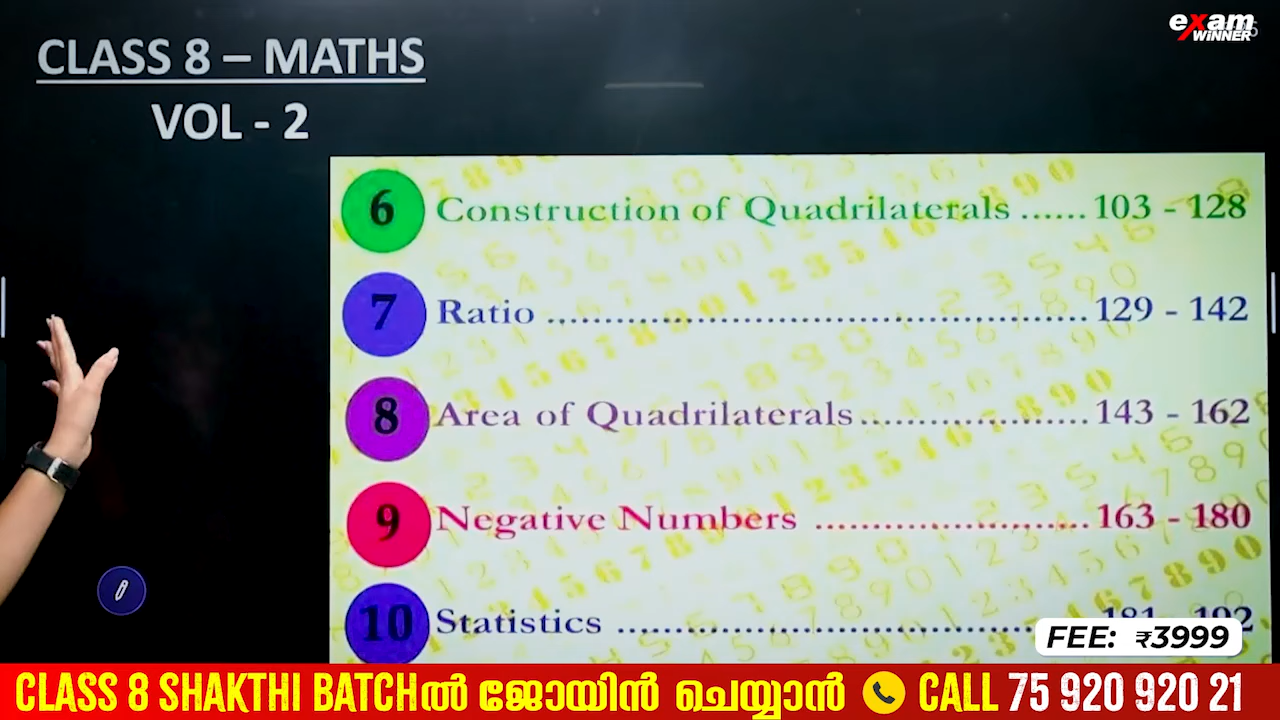 CLASS 8 – MATHS
VOL - 2
exam
WiNNER
6 Construction of Quadrilaterals ...... 103 - 128
7 Ratio ................................................ 129 - 142
8 Area of Quadrilaterals .................... 143 - 162
9 Negative Numbers ........................ 163 - 180
10 Statistics
FEE: ₹3999
CLASS 8 SHAKTHI BATCHൽ ജോയിൻ ചെയ്യാൻ CALL 75 920 920 21